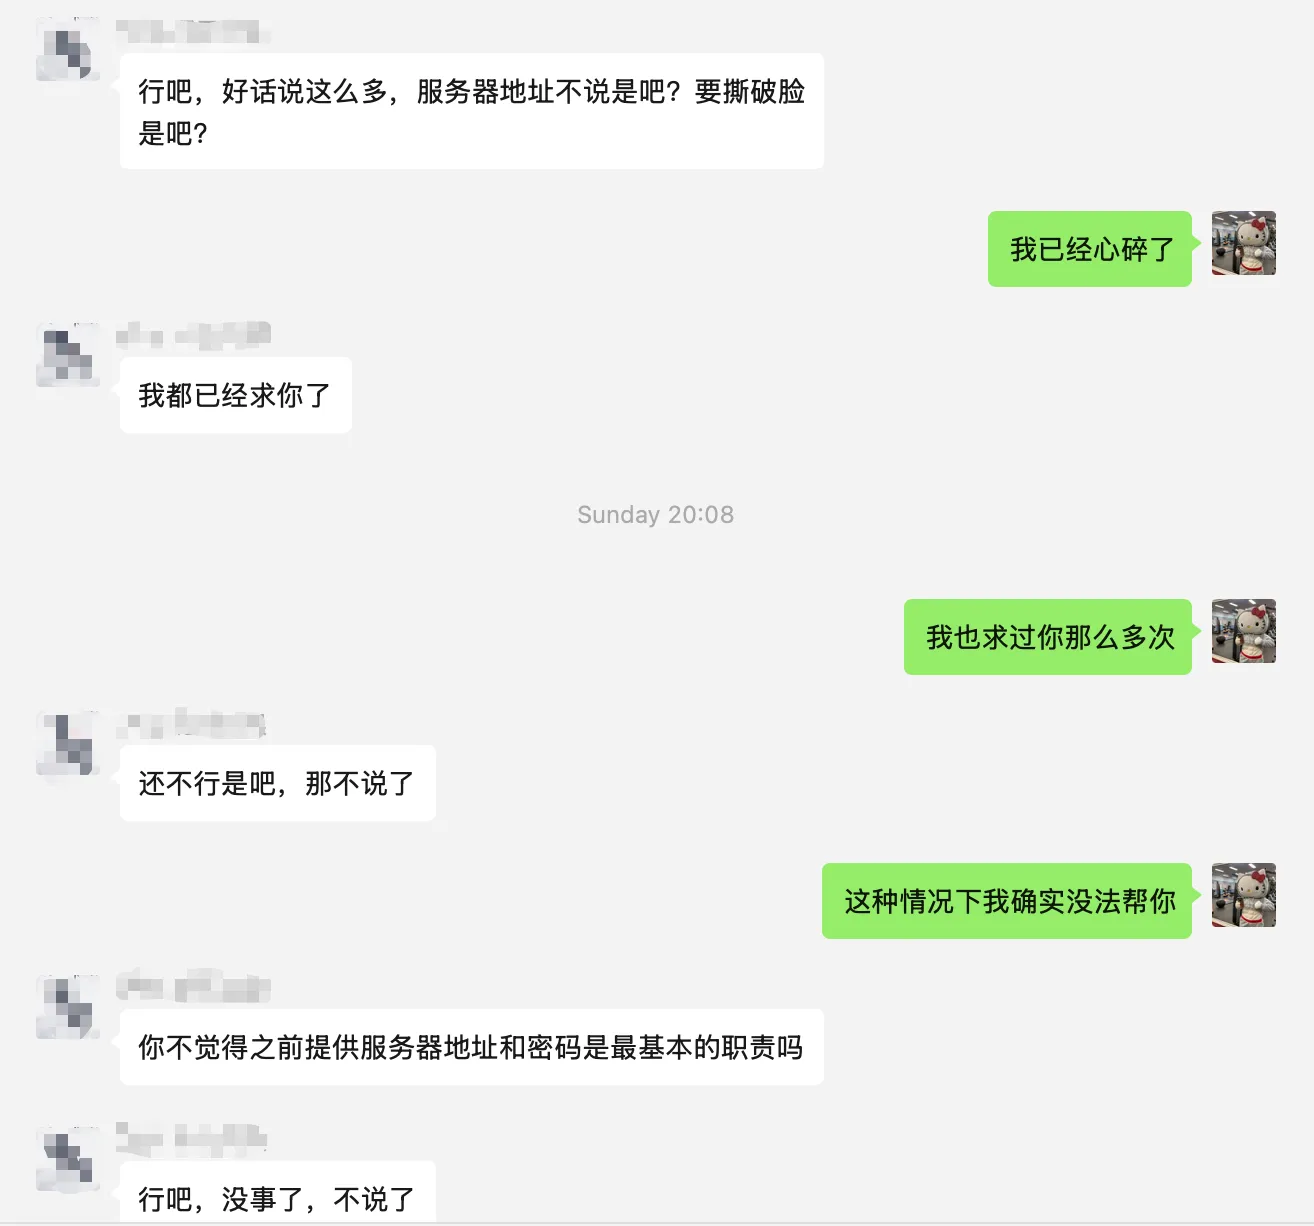 行吧，好话说这么多，服务器地址不说是吧？要撕破脸
是吧？
我已经心碎了
我都已经求你了
Sunday 20:08
我也求过你那么多次
还不行是吧，那不说了
这种情况下我确实没法帮你
你不觉得之前提供服务器地址和密码是最基本的职责吗
行吧，没事了，不说了